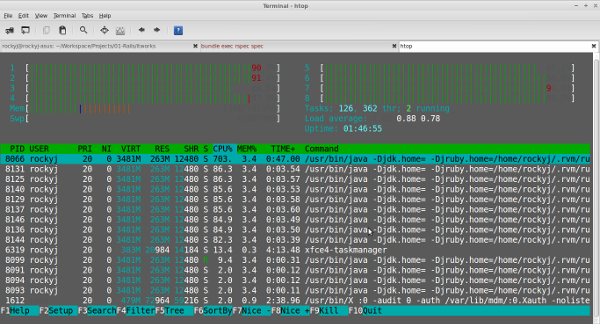 Terminal - htop
File Edit View Terminal Tabs Help
rockyj@rockyj-asus: ~/Workspace/Projects/01-Rails/itworks
bundle exec rspec spec
htop
1 [ 90 ]
2 [ 91 ]
3 [ ]
4 [ ]
Mem[ ]
Swp[ ]
5 [ ]
6 [ ]
7 [ 9 ]
8 [ ]
Tasks: 126, 362 thr; 2 running
Load average: 0.88 0.78
Uptime: 01:46:55
PID USER PRI NI VIRT RES SHR S CPU% MEM% TIME+ Command
8066 rockyj 20 0 3481M 263M 12480 S 703. 3.4 0:47.00 /usr/bin/java -Djdk.home= -Djruby.home=/home/rockyj/.rvm/ru
8131 rockyj 20 0 3481M 263M 12480 S 86.3 3.4 0:03.54 /usr/bin/java -Djdk.home= -Djruby.home=/home/rockyj/.rvm/ru
8125 rockyj 20 0 3481M 263M 12480 S 86.3 3.4 0:03.57 /usr/bin/java -Djdk.home= -Djruby.home=/home/rockyj/.rvm/ru
8140 rockyj 20 0 3481M 263M 12480 S 85.6 3.4 0:03.53 /usr/bin/java -Djdk.home= -Djruby.home=/home/rockyj/.rvm/ru
8129 rockyj 20 0 3481M 263M 12480 S 85.6 3.4 0:03.58 /usr/bin/java -Djdk.home= -Djruby.home=/home/rockyj/.rvm/ru
8137 rockyj 20 0 3481M 263M 12480 S 85.6 3.4 0:03.60 /usr/bin/java -Djdk.home= -Djruby.home=/home/rockyj/.rvm/ru
8146 rockyj 20 0 3481M 263M 12480 S 84.9 3.4 0:03.49 /usr/bin/java -Djdk.home= -Djruby.home=/home/rockyj/.rvm/ru
8136 rockyj 20 0 3481M 263M 12480 S 84.9 3.4 0:03.50 /usr/bin/java -Djdk.home= -Djruby.home=/home/rockyj/.rvm/ru
8144 rockyj 20 0 3481M 263M 12480 S 82.3 3.4 0:03.39 /usr/bin/java -Djdk.home= -Djruby.home=/home/rockyj/.rvm/ru
6319 rockyj 20 0 383M 984 14184 S 13.4 0.3 4:13.48 xfce4-taskmanager
8099 rockyj 20 0 3481M 263M 12480 9.4 3.4 0:00.31 /usr/bin/java -Djdk.home= -Djruby.home=/home/rockyj/.rvm/ru
8091 rockyj 20 0 3481M 263M 12480 S 2.0 3.4 0:00.12 /usr/bin/java -Djdk.home= -Djruby.home=/home/rockyj/.rvm/ru
8094 rockyj 20 0 3481M 263M 12480 S 2.0 3.4 0:00.12 /usr/bin/java -Djdk.home= -Djruby.home=/home/rockyj/.rvm/ru
8093 rockyj 20 0 3481M 263M 12480 S 2.0 3.4 0:00.11 /usr/bin/java -Djdk.home= -Djruby.home=/home/rockyj/.rvm/ru
1612 rockyj 20 0 479M 72964 59216 S 2.0 0.9 2:38.96 /usr/bin/X :0 -audit 0 -auth /var/lib/mdm/:0.Xauth -noliste
F1Help F2Setup F3Search F4Filter F5Tree F6SortBy F7Nice - F8Nice + F9Kill F10Quit